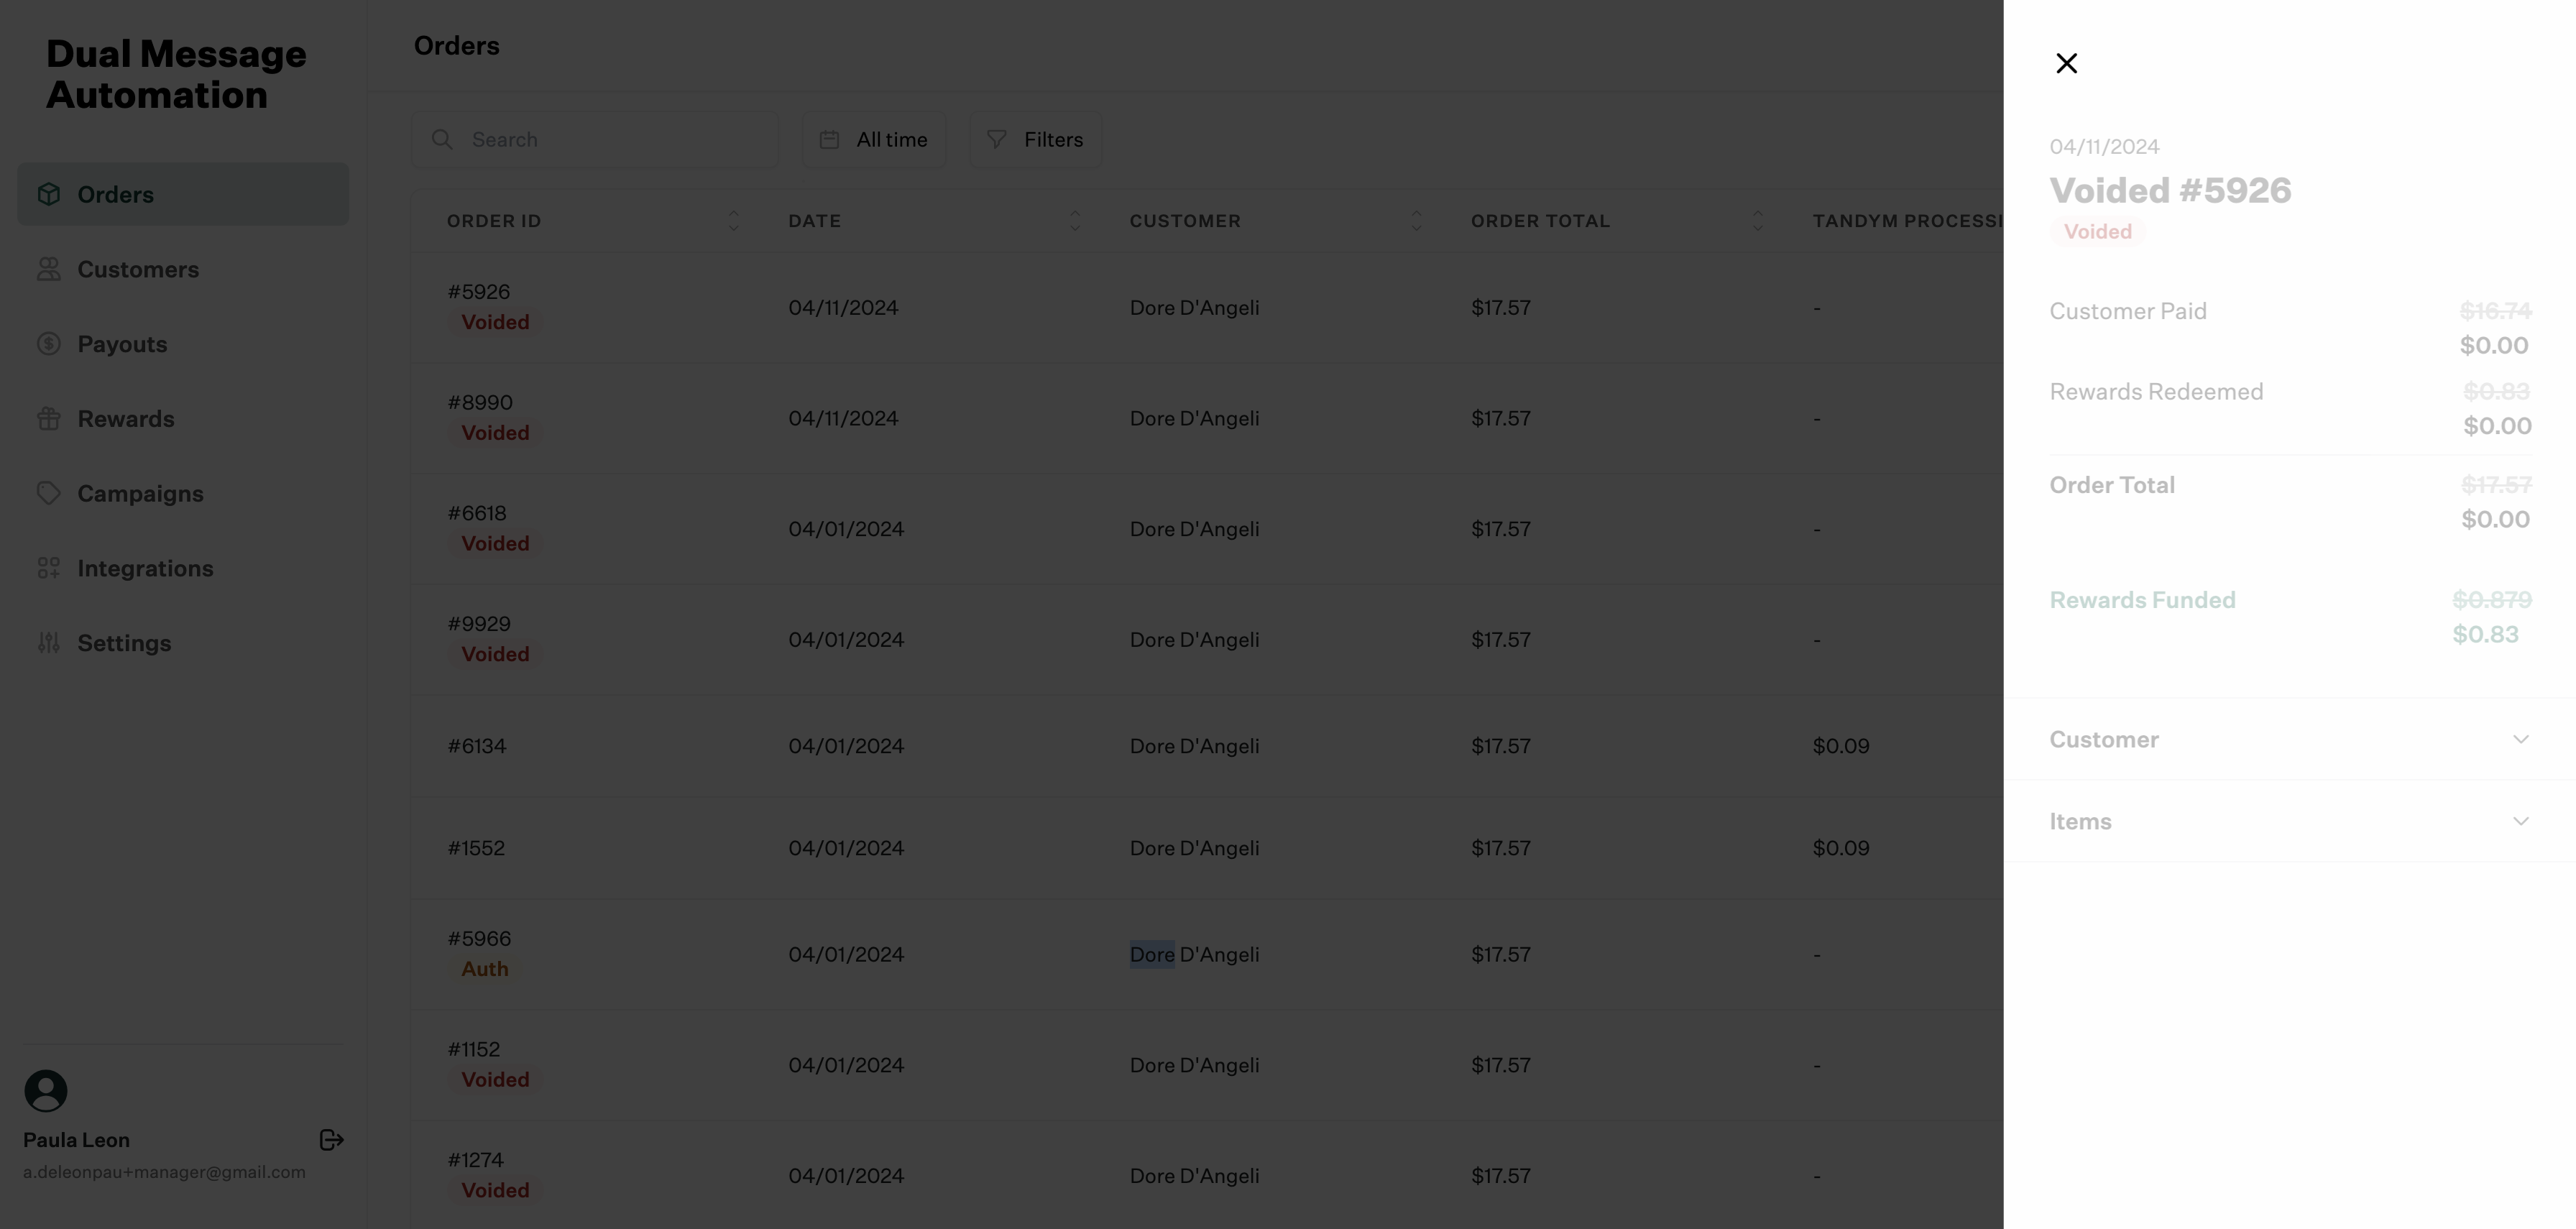 Dual Message
Automation
Orders
Customers
Payouts
Rewards
Campaigns
Integrations
Settings
Paula Leon
a.deleonpau+manager@gmail.com
Orders
Search
All time
Filters
ORDER ID DATE CUSTOMER ORDER TOTAL TANDYM PROCESSI
#5926
Voided
04/11/2024 Dore D'Angeli $17.57 -
#8990
Voided
04/11/2024 Dore D'Angeli $17.57 -
#6618
Voided
04/01/2024 Dore D'Angeli $17.57 -
#9929
Voided
04/01/2024 Dore D'Angeli $17.57 -
#6134 04/01/2024 Dore D'Angeli $17.57 $0.09
#1552 04/01/2024 Dore D'Angeli $17.57 $0.09
#5966
Auth
04/01/2024 Dore D'Angeli $17.57 -
#1152
Voided
04/01/2024 Dore D'Angeli $17.57 -
#1274
Voided
04/01/2024 Dore D'Angeli $17.57 -
04/11/2024
Voided #5926
Voided
Customer Paid $16.74
$0.00
Rewards Redeemed $0.83
$0.00
Order Total $17.57
$0.00
Rewards Funded $0.879
$0.83
Customer
Items